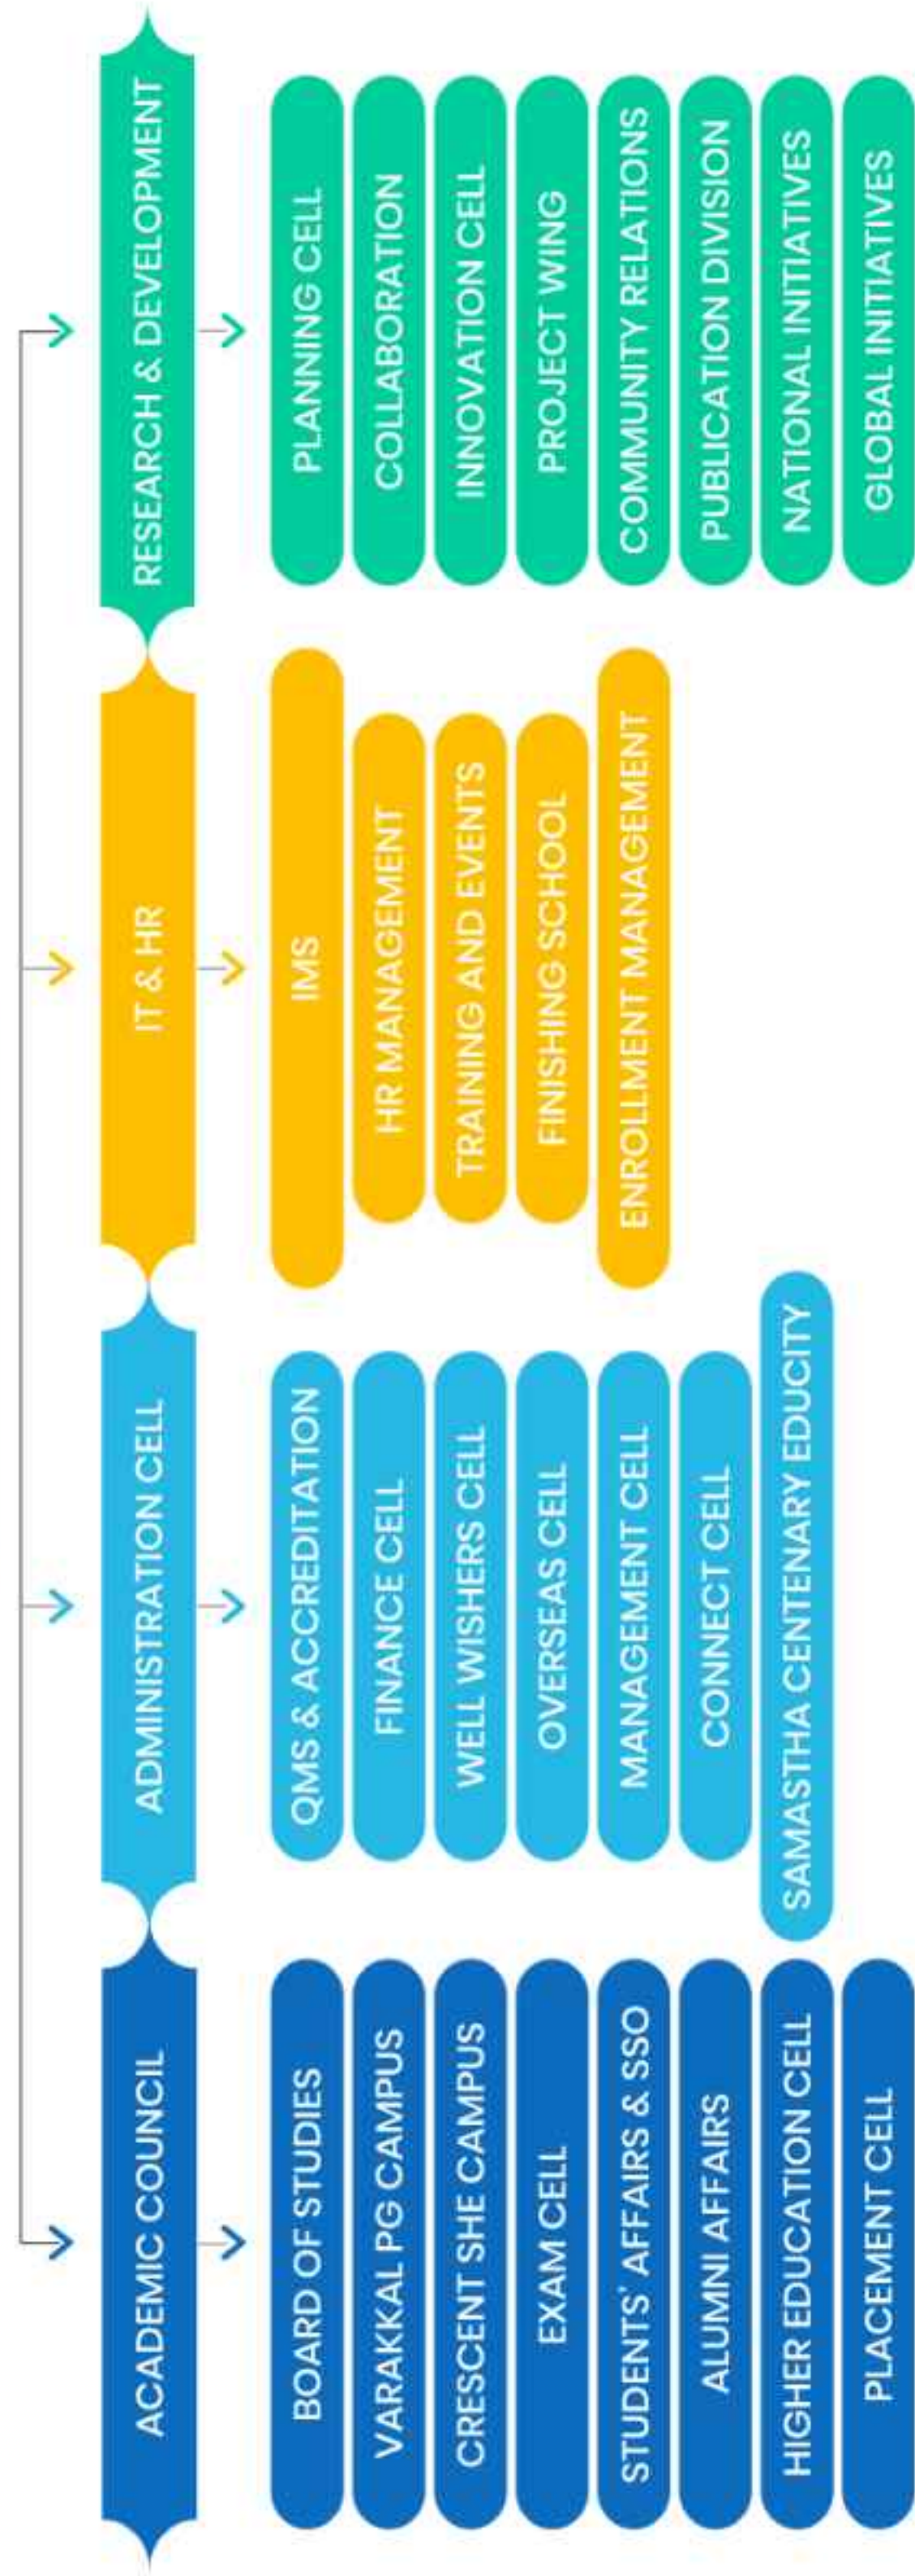 ACADEMIC COUNCIL
BOARD OF STUDIES
VARAKKAL PG CAMPUS
CRESCENT SHE CAMPUS
EXAM CELL
STUDENTS' AFFAIRS & SSO
ALUMNI AFFAIRS
HIGHER EDUCATION CELL
PLACEMENT CELL
ADMINISTRATION CELL
QMS & ACCREDITATION
FINANCE CELL
WELL WISHERS CELL
OVERSEAS CELL
MANAGEMENT CELL
CONNECT CELL
SAMASTHA CENTENARY EDUCITY
IT & HR
IMS
HR MANAGEMENT
TRAINING AND EVENTS
FINISHING SCHOOL
ENROLLMENT MANAGEMENT
RESEARCH & DEVELOPMENT
PLANNING CELL
COLLABORATION
INNOVATION CELL
PROJECT WING
COMMUNITY RELATIONS
PUBLICATION DIVISION
NATIONAL INITIATIVES
GLOBAL INITIATIVES